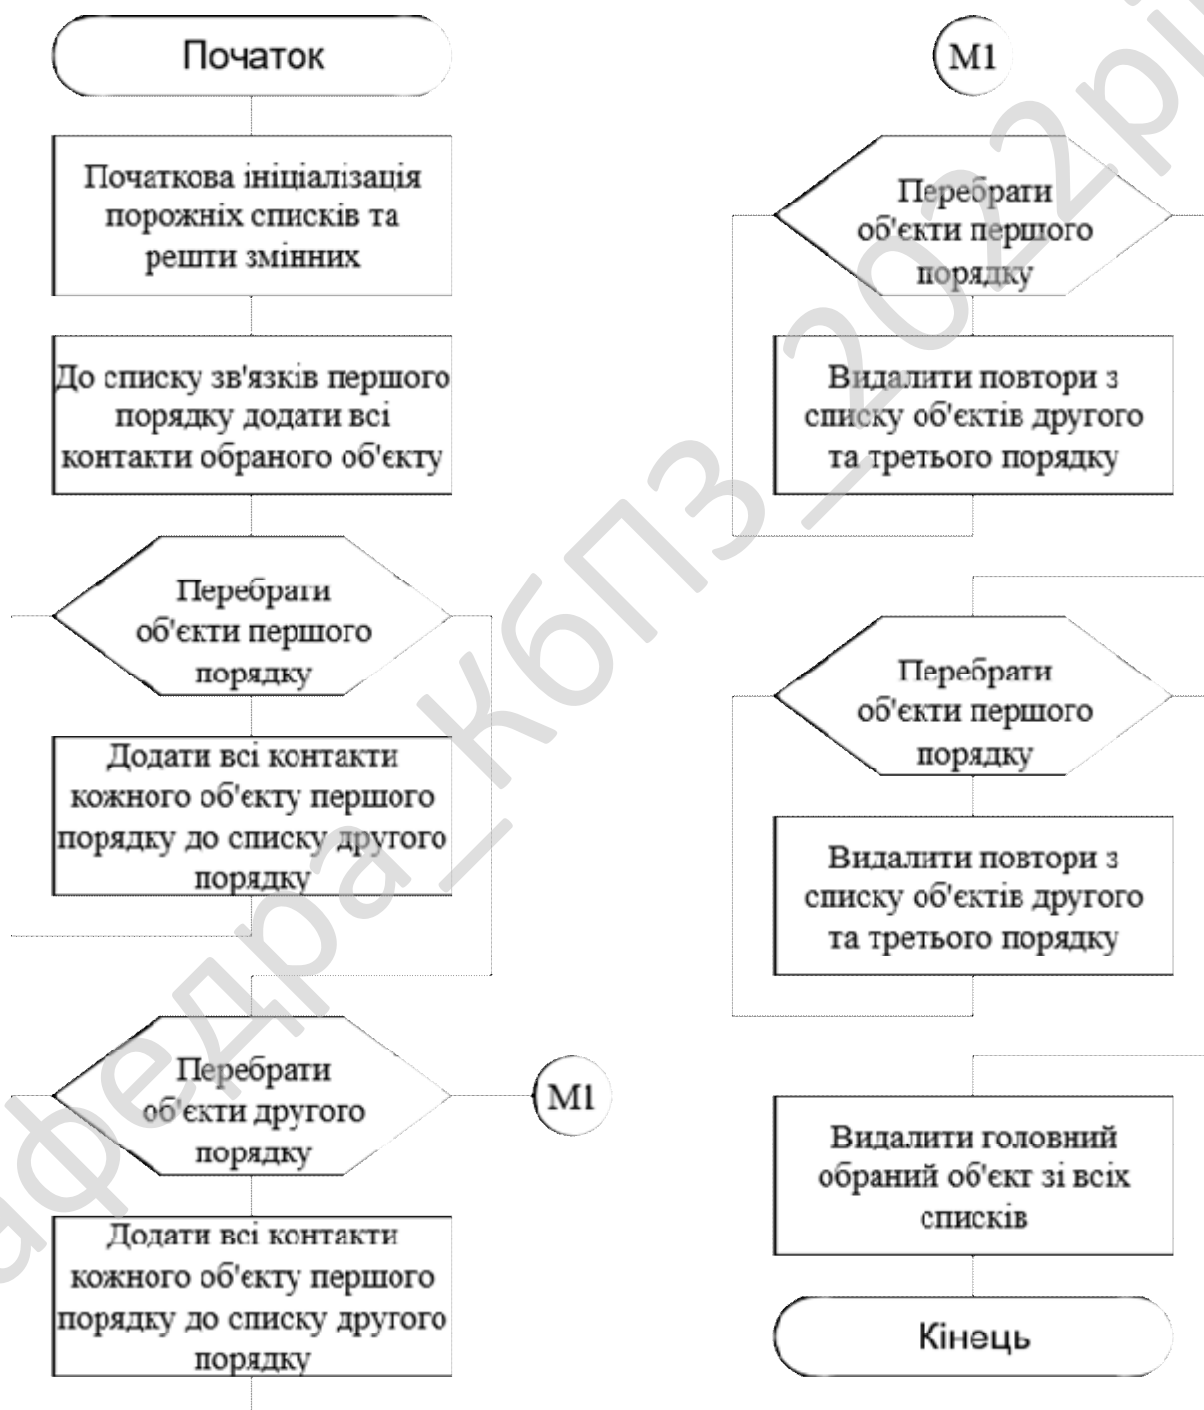 Початок
Початкова ініціалізація
порожніх списків та
решти змінних
До списку зв'язків першого
порядку додати всі
контакти обраного об'єкту
Перебрати
об'єкти першого
порядку
Додати всі контакти
кожного об'єкту першого
порядку до списку другого
порядку
Перебрати
об'єкти другого
порядку
М1
Додати всі контакти
кожного об'єкту першого
порядку до списку другого
порядку
М1
Перебрати
об'єкти першого
порядку
Видалити повтори з
списку об'єктів другого
та третього порядку
Перебрати
об'єкти першого
порядку
Видалити повтори з
списку об'єктів другого
та третього порядку
Видалити головний
обраний об'єкт зі всіх
списків
Кінець
афедра_КбПЗ_2022рі